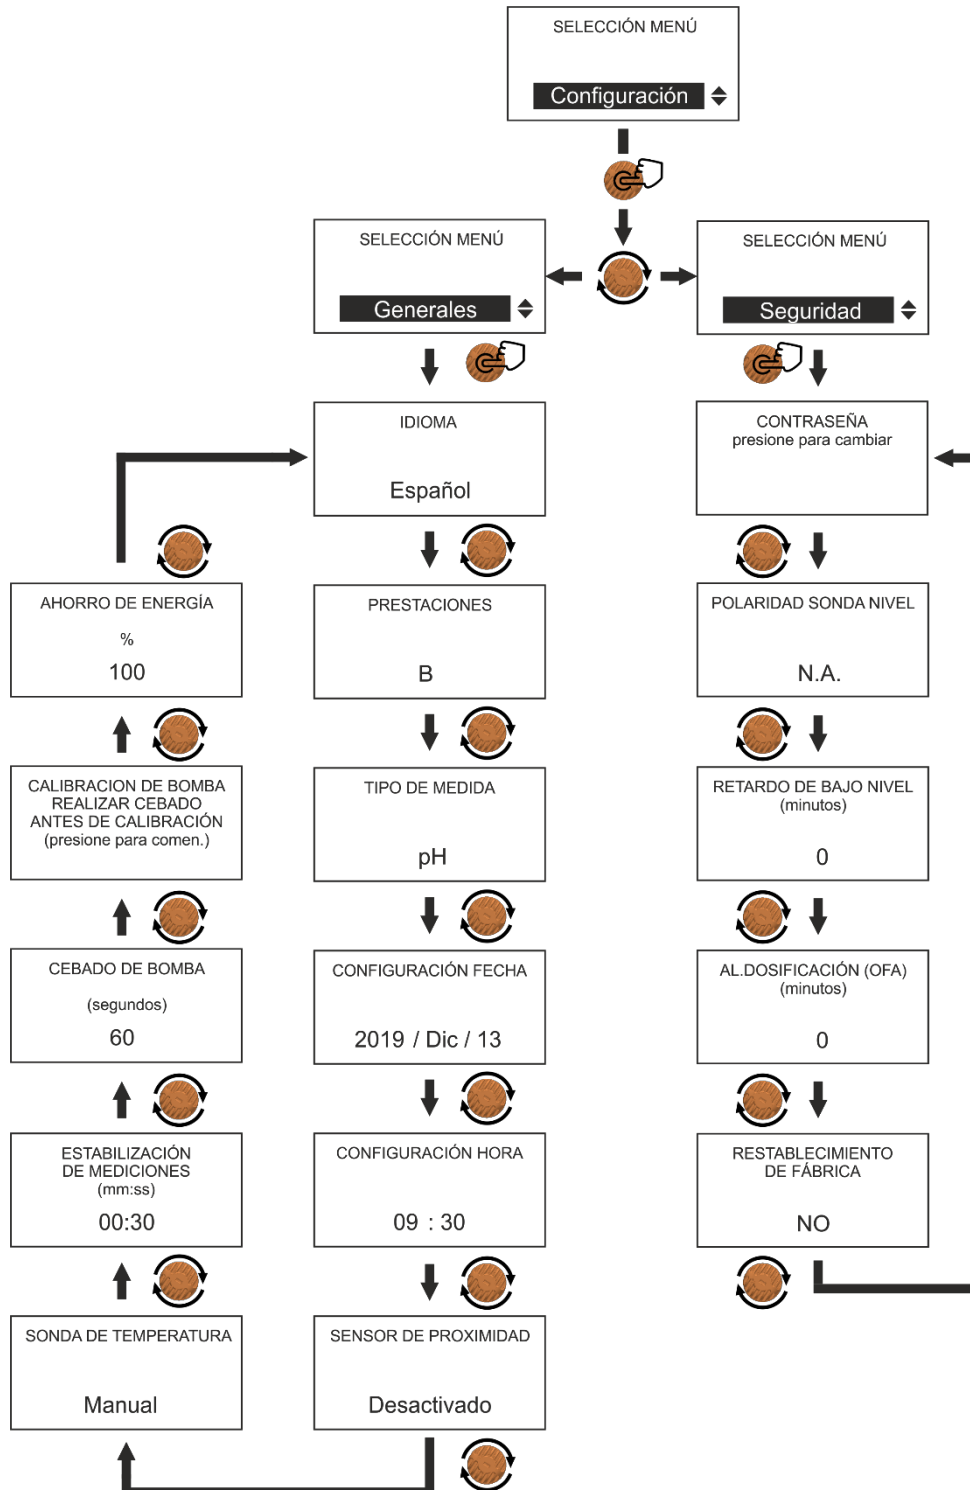 SELECCIÓN MENÚ
Configuración
SELECCIÓN MENÚ
Generales
SELECCIÓN MENÚ
Seguridad
IDIOMA
Español
CONTRASEÑA
presione para cambiar
AHORRO DE ENERGÍA
%
100
PRESTACIONES
B
POLARIDAD SONDA NIVEL
N.A.
CALIBRACION DE BOMBA
REALIZAR CEBADO
ANTES DE CALIBRACIÓN
(presione para comen.)
TIPO DE MEDIDA
pH
RETARDO DE BAJO NIVEL
(minutos)
0
CEBADO DE BOMBA
(segundos)
60
CONFIGURACIÓN FECHA
2019 / Dic / 13
AL.DOSIFICACIÓN (OFA)
(minutos)
0
ESTABILIZACIÓN
DE MEDICIONES
(mm:ss)
00:30
CONFIGURACIÓN HORA
09 : 30
RESTABLECIMIENTO
DE FÁBRICA
NO
SONDA DE TEMPERATURA
Manual
SENSOR DE PROXIMIDAD
Desactivado